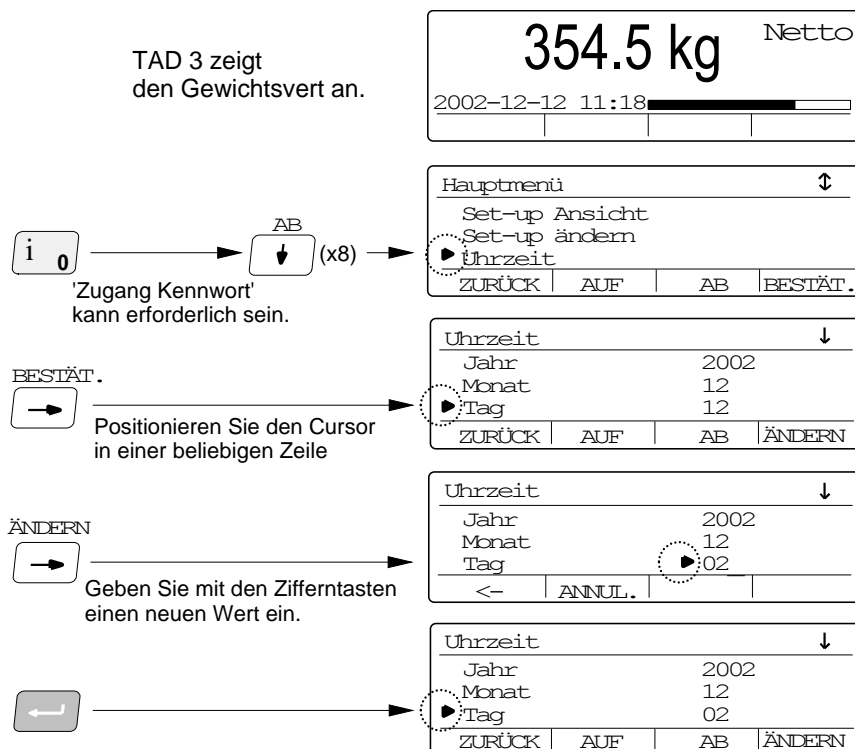 TAD 3 zeigt
den Gewichtsvert an.
354.5 kg Netto
2002-12-12 11:18
Hauptmenü ↕
Set-up Ansicht
Set-up ändern
Uhrzeit
ZURÜCK AUF AB BESTÄT.
i 0
AB
(x8)
'Zugang Kennwort'
kann erforderlich sein.
Uhrzeit ↓
Jahr 2002
Monat 12
Tag 12
ZURÜCK AUF AB ÄNDERN
BESTÄT.
Positionieren Sie den Cursor
in einer beliebigen Zeile
Uhrzeit ↓
Jahr 2002
Monat 12
Tag 02_
<- ANNUL.
ÄNDERN
Geben Sie mit den Zifferntasten
einen neuen Wert ein.
Uhrzeit ↓
Jahr 2002
Monat 12
Tag 02
ZURÜCK AUF AB ÄNDERN